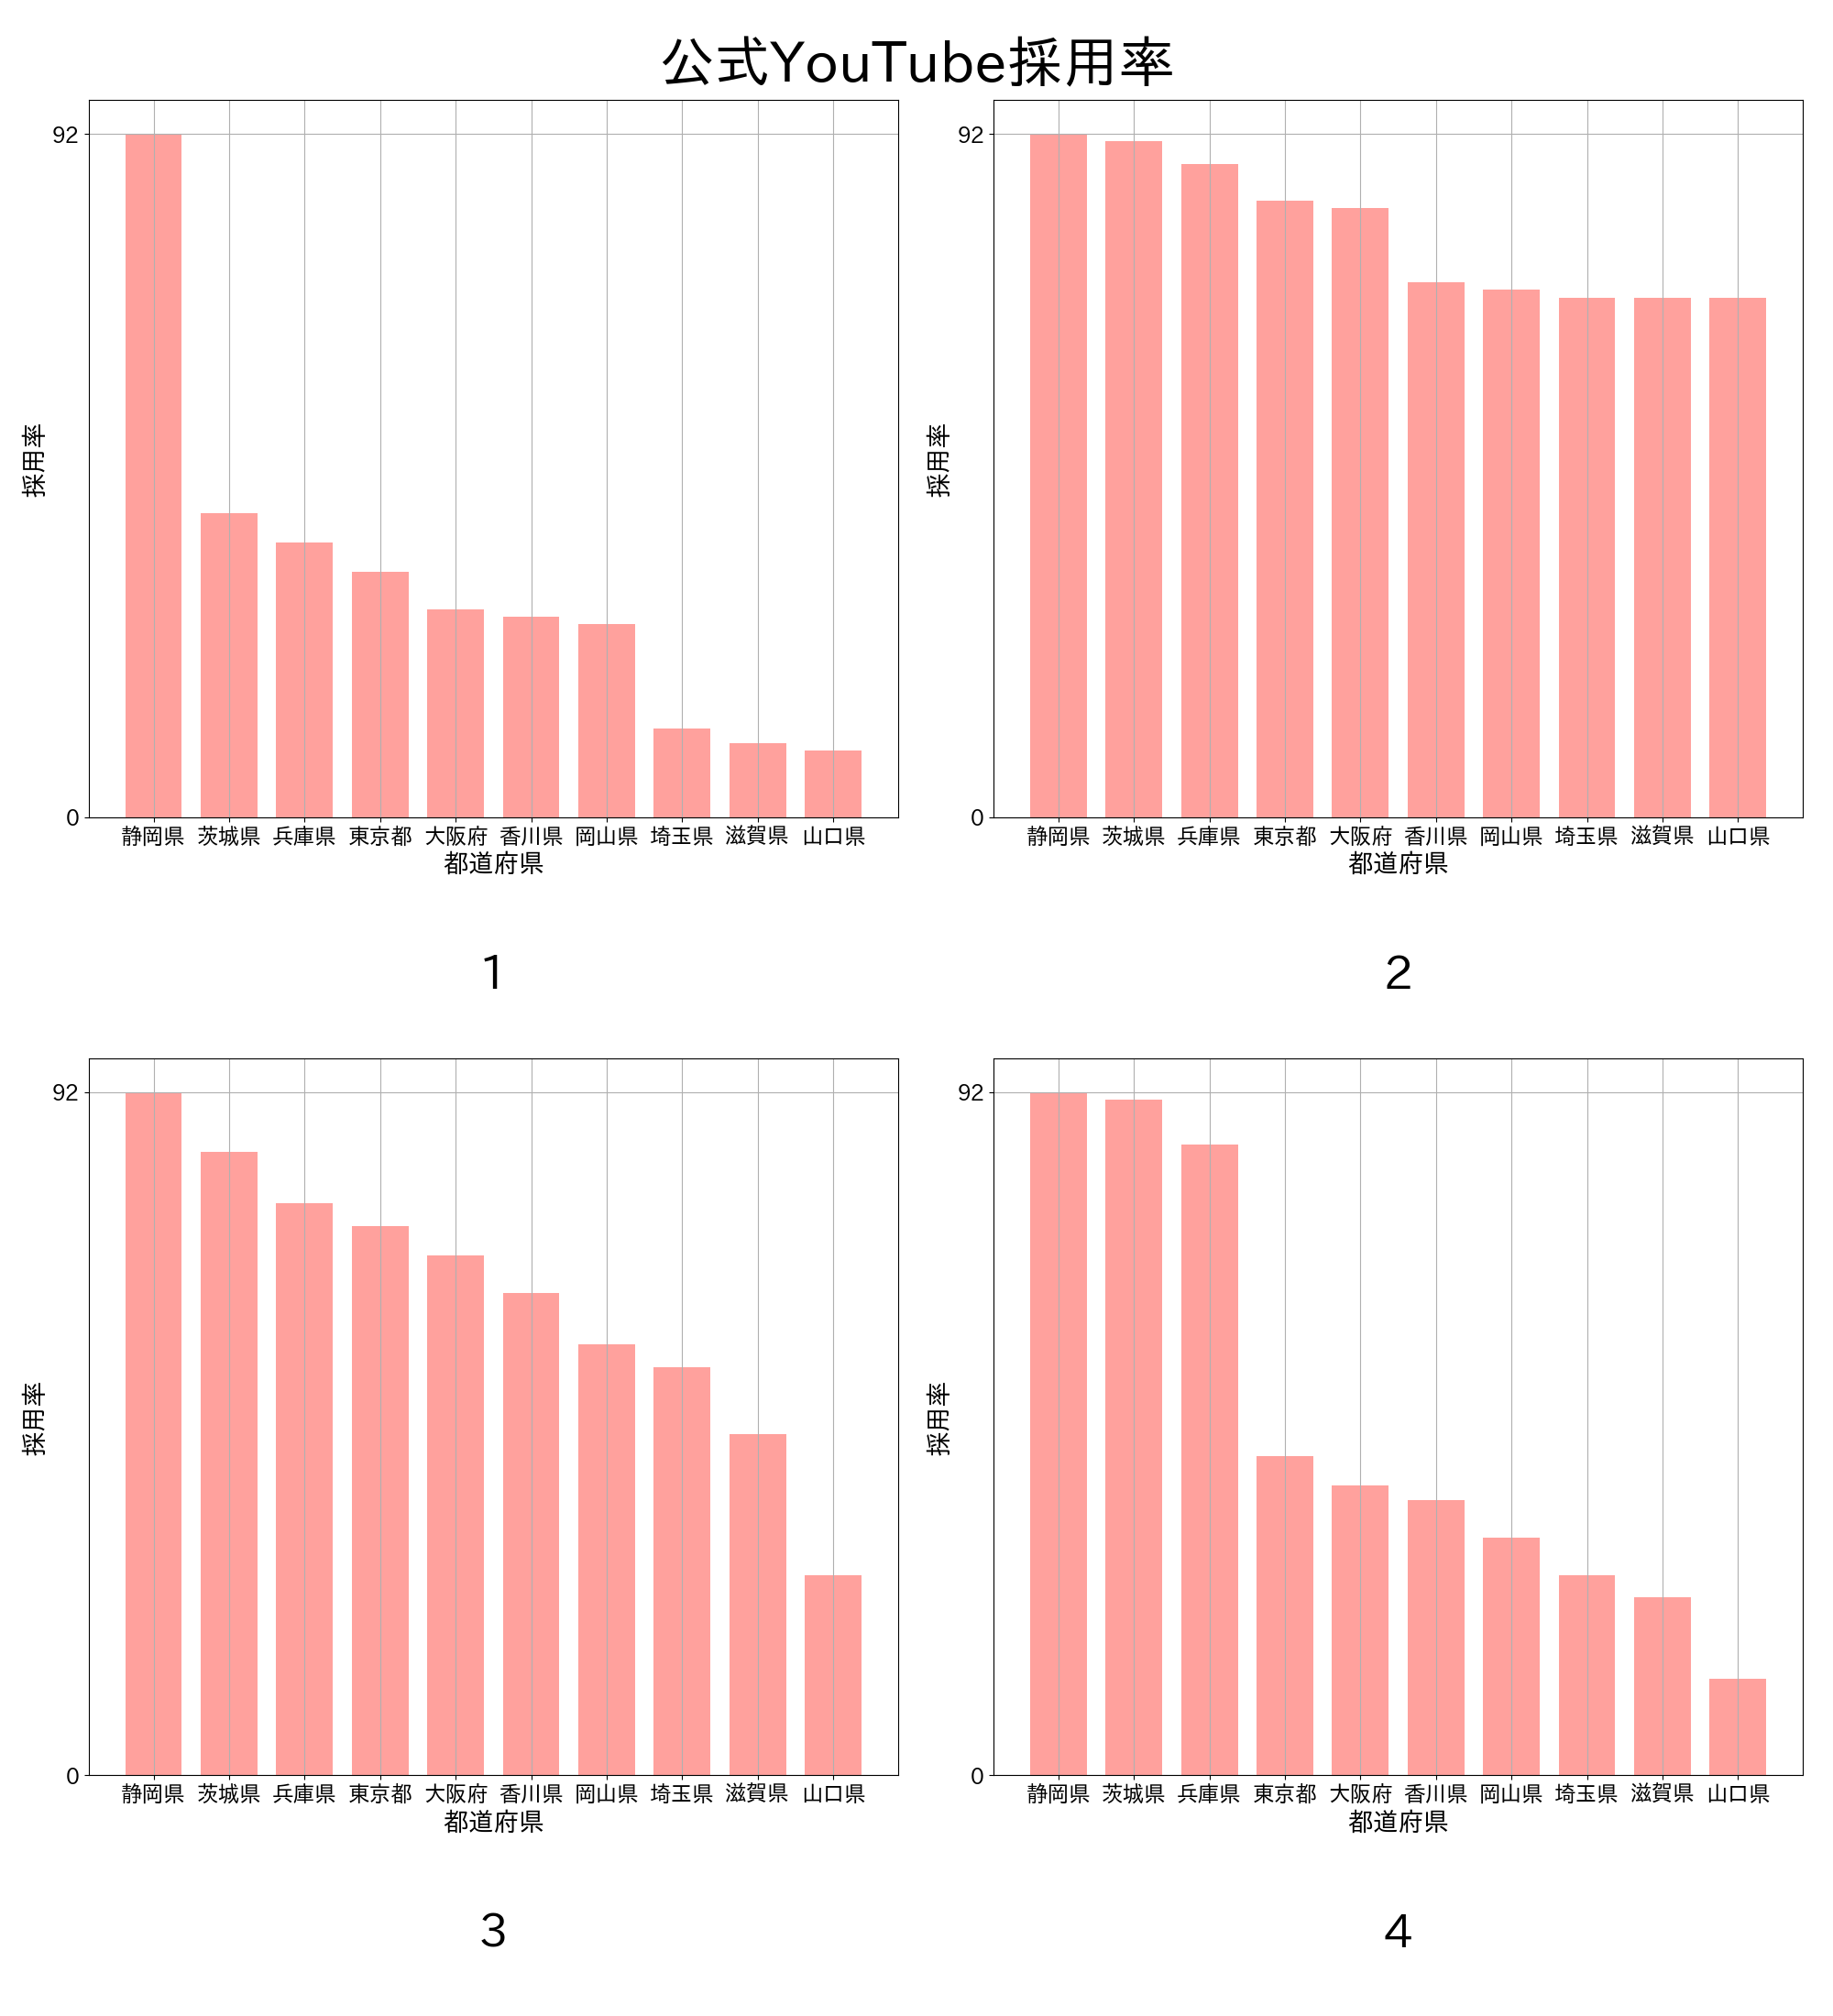 公式YouTube採用率
92
採用率
0
静岡県 茨城県 兵庫県 東京都 大阪府 香川県 岡山県 埼玉県 滋賀県 山口県
都道府県
1
92
採用率
0
静岡県 茨城県 兵庫県 東京都 大阪府 香川県 岡山県 埼玉県 滋賀県 山口県
都道府県
2
92
採用率
0
静岡県 茨城県 兵庫県 東京都 大阪府 香川県 岡山県 埼玉県 滋賀県 山口県
都道府県
3
92
採用率
0
静岡県 茨城県 兵庫県 東京都 大阪府 香川県 岡山県 埼玉県 滋賀県 山口県
都道府県
4